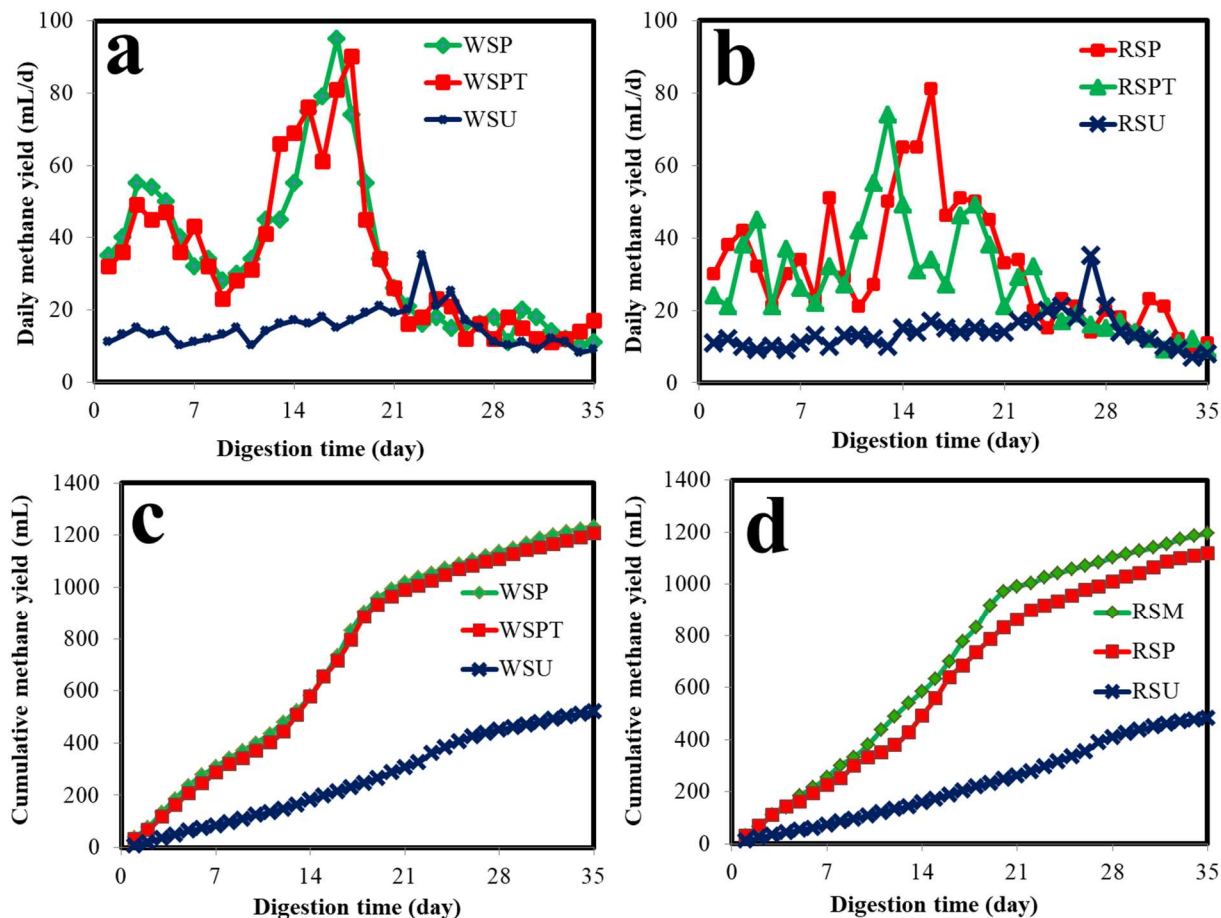 a
Daily methane yield (mL/d)
100
80
60
40
20
0
WSP
WSPT
WSU
0 7 14 21 28 35
Digestion time (day)
b
Daily methane yield (mL/d)
100
80
60
40
20
0
RSP
RSPT
RSU
0 7 14 21 28 35
Digestion time (day)
c
Cumulative methane yield (mL)
1400
1200
1000
800
600
400
200
0
WSP
WSPT
WSU
0 7 14 21 28 35
Digestion time (day)
d
Cumulative methane yield (mL)
1400
1200
1000
800
600
400
200
0
RSM
RSP
RSU
0 7 14 21 28 35
Digestion time (day)